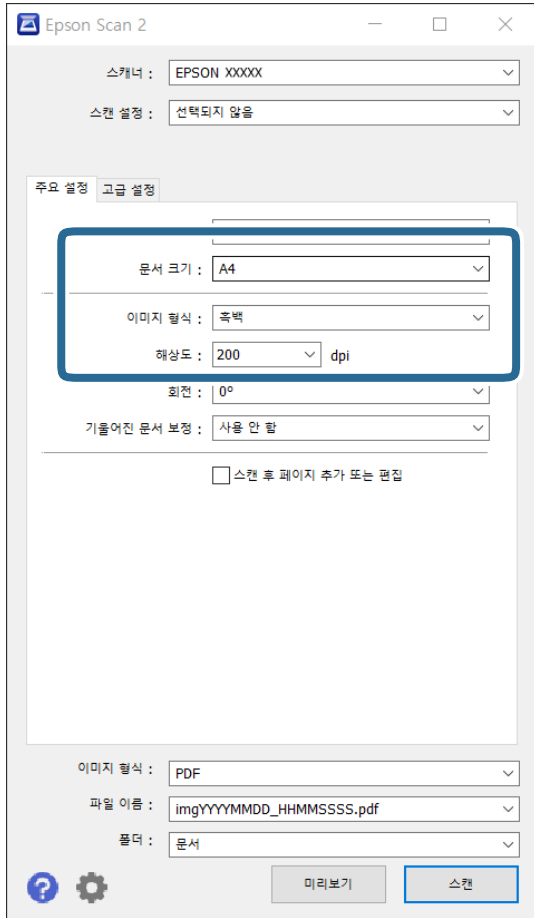 Epson Scan 2
스캐너 : EPSON XXXXX
스캔 설정 : 선택되지 않음
주요 설정 고급 설정
문서 크기 : A4
이미지 형식 : 흑백
해상도 : 200 dpi
회전 : 0º
기울어진 문서 보정 : 사용 안 함
스캔 후 페이지 추가 또는 편집
이미지 형식 : PDF
파일 이름 : imgYYYYMMDD_HHMMSSSS.pdf
폴더 : 문서
? 미리보기 스캔